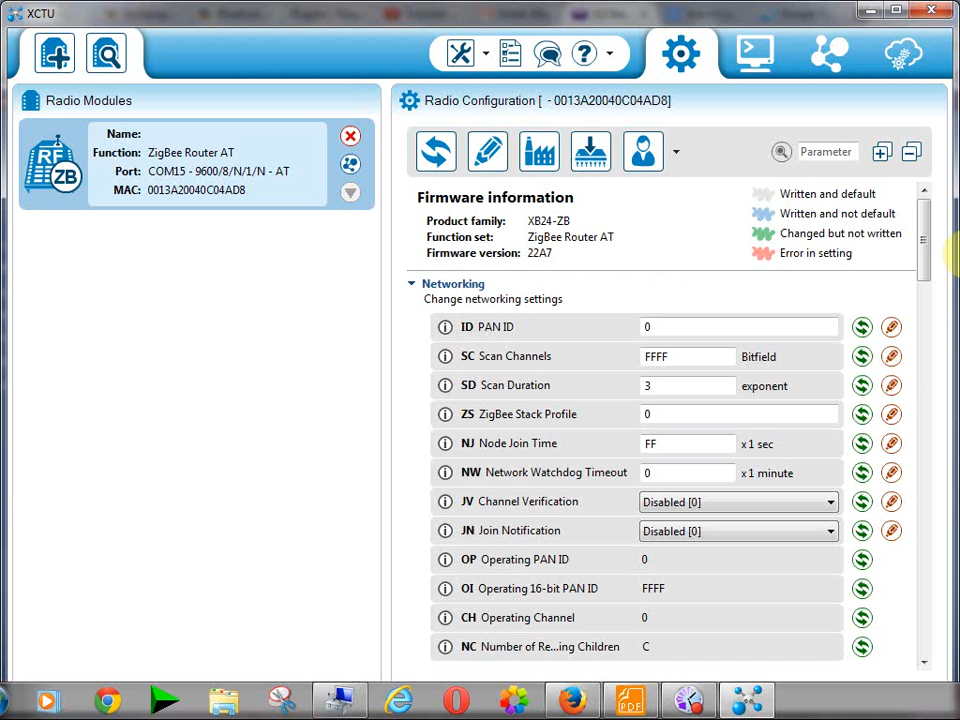 XCTU
Radio Modules
Name:
Function: ZigBee Router AT
Port: COM15 - 9600/8/N/1/N - AT
MAC: 0013A20040C04AD8
RF
ZB
Radio Configuration [ - 0013A20040C04AD8]
Parameter
Firmware information
Product family: XB24-ZB
Function set: ZigBee Router AT
Firmware version: 22A7
Written and default
Written and not default
Changed but not written
Error in setting
Networking
Change networking settings
ID PAN ID 0
SC Scan Channels FFFF Bitfield
SD Scan Duration 3 exponent
ZS ZigBee Stack Profile 0
NJ Node Join Time FF x 1 sec
NW Network Watchdog Timeout 0 x 1 minute
JV Channel Verification Disabled [0]
JN Join Notification Disabled [0]
OP Operating PAN ID 0
OI Operating 16-bit PAN ID FFFF
CH Operating Channel 0
NC Number of Re...ing Children C
PDF